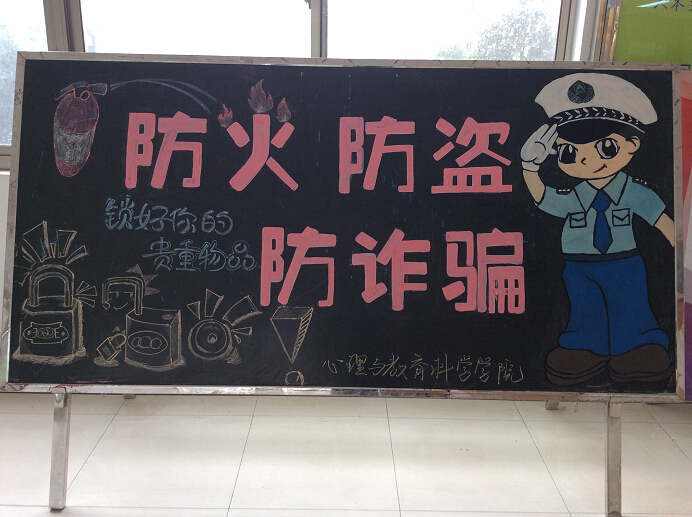 防火 防盗
锁好你的
贵重物品
防诈骗
心理与教育科学学院